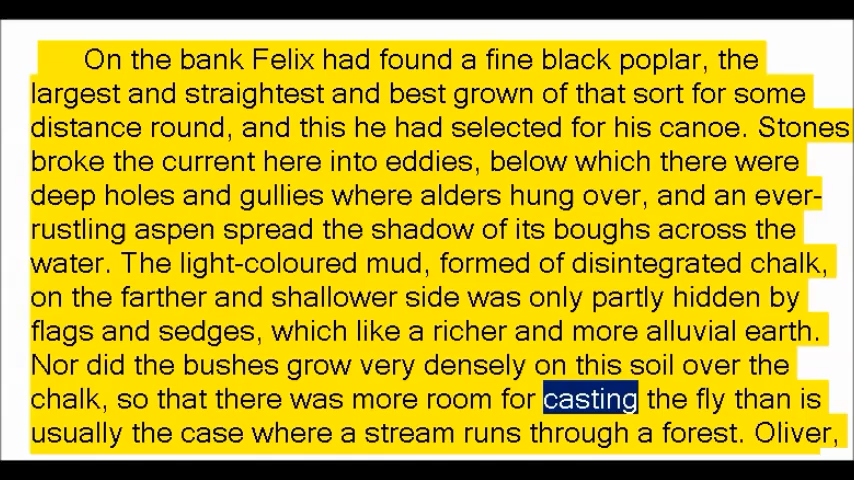 On the bank Felix had found a fine black poplar, the
largest and straightest and best grown of that sort for some
distance round, and this he had selected for his canoe. Stones
broke the current here into eddies, below which there were
deep holes and gullies where alders hung over, and an ever-
rustling aspen spread the shadow of its boughs across the
water. The light-coloured mud, formed of disintegrated chalk,
on the farther and shallower side was only partly hidden by
flags and sedges, which like a richer and more alluvial earth.
Nor did the bushes grow very densely on this soil over the
chalk, so that there was more room for casting the fly than is
usually the case where a stream runs through a forest. Oliver,